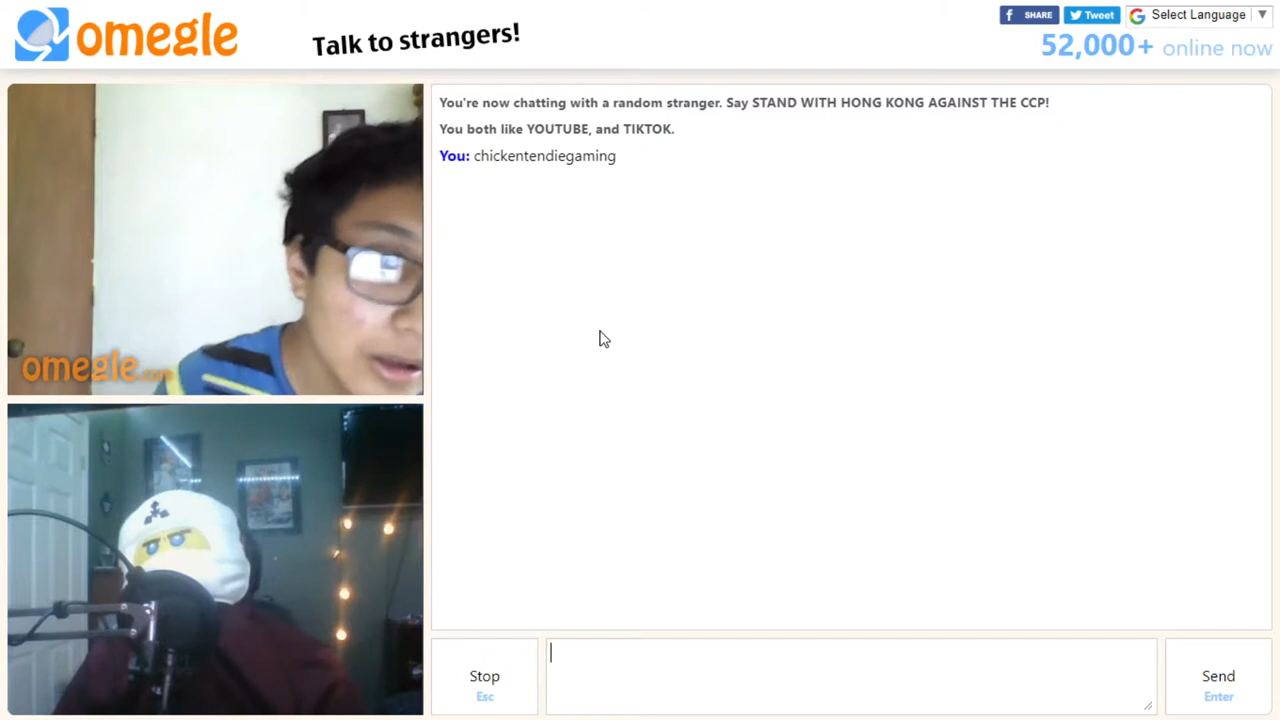 omegle
Talk to strangers!
SHARE
Tweet
Select Language
52,000+ online now
omegle.com
You're now chatting with a random stranger. Say STAND WITH HONG KONG AGAINST THE CCP!
You both like YOUTUBE, and TIKTOK.
You: chickentendiegaming
Stop
Esc
Send
Enter